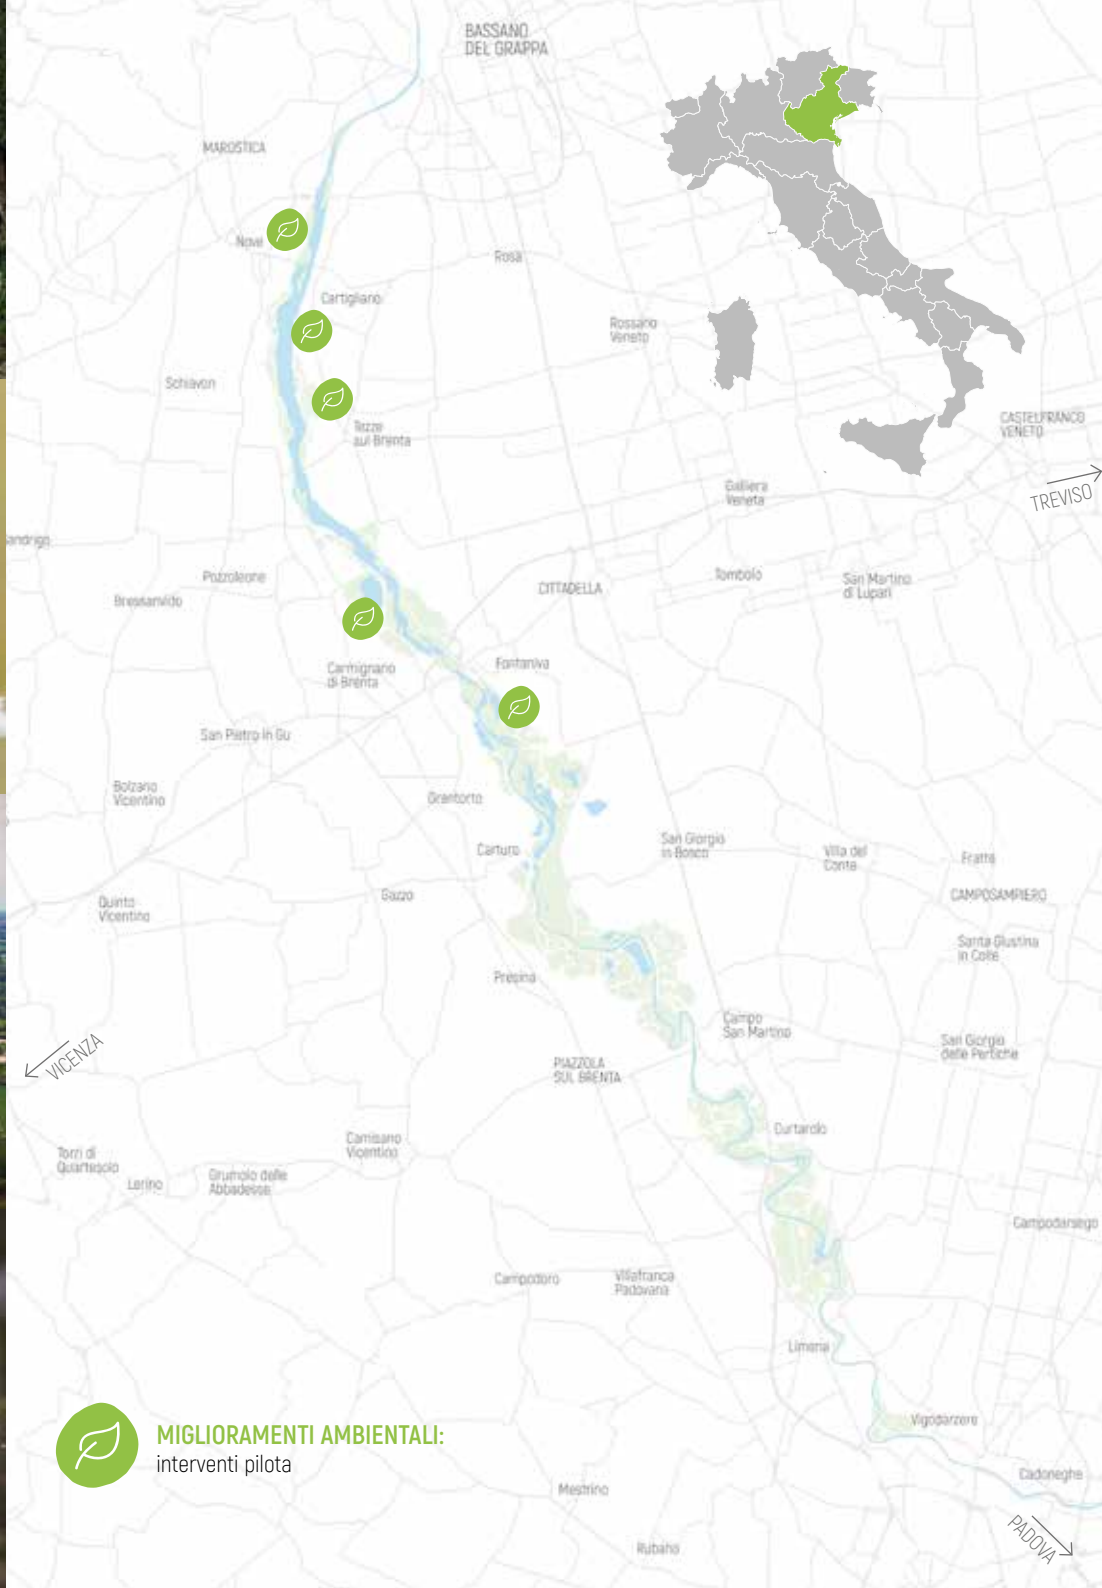 BASSANO
DEL GRAPPA
MAROSTICA
Nove
Rosà
Cartigliano
Rossano
Veneto
Schiavon
CASTELFRANCO
VENETO
Tezze
sul Brenta
TREVISO
Galliera
Veneta
andrigo
Pozzoleone
CITTADELLA
Tombolo
San Martino
di Lupari
Bressanvido
Fontaniva
Carmignano
di Brenta
San Pietro in Gu
Bolzano
Vicentino
Grantorto
San Giorgio
in Bosco
Carturo
Villa del
Conte
Fratte
Gazzo
CAMPOSAMPIERO
Quinto
Vicentino
Santa Giustina
in Colle
Presina
Campo
San Martino
San Giorgio
delle Pertiche
VICENZA
PIAZZOLA
SUL BRENTA
Curtarolo
Camisano
Vicentino
Torri di
Quartesolo
Lerino
Grumolo delle
Abbadesse
Campodarsego
Campodoro
Villafranca
Padovana
Limena
Vigodarzere
MIGLIORAMENTI AMBIENTALI:
interventi pilota
Cadoneghe
Mestrino
PADOVA
Rubano